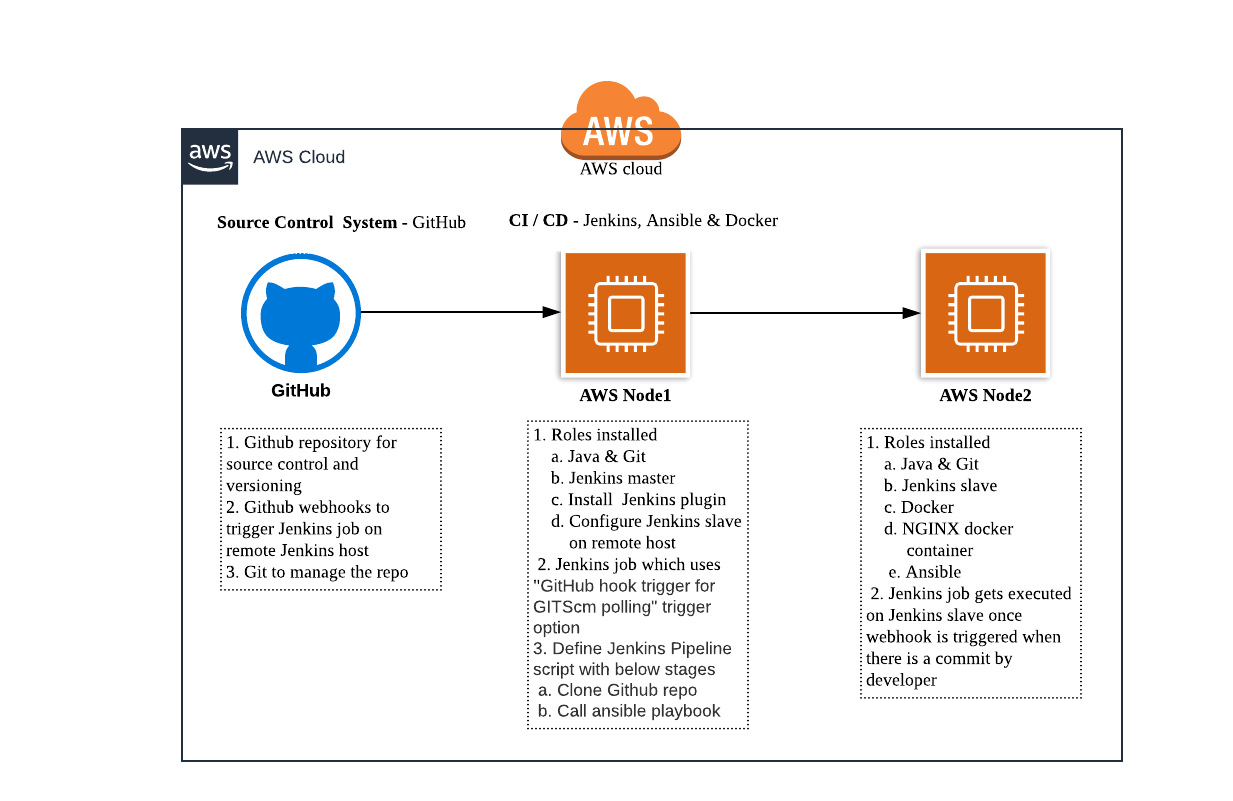 AWS
aws
AWS Cloud
AWS cloud
Source Control  System - GitHub
CI / CD - Jenkins, Ansible & Docker
GitHub
AWS Node1
AWS Node2
1. Github repository for
source control and
versioning
2. Github webhooks to
trigger Jenkins job on
remote Jenkins host
3. Git to manage the repo
1. Roles installed
a. Java & Git
b. Jenkins master
c. Install  Jenkins plugin
d. Configure Jenkins slave
on remote host
2. Jenkins job which uses
"GitHub hook trigger for
GITScm polling" trigger
option
3. Define Jenkins Pipeline
script with below stages
a. Clone Github repo
b. Call ansible playbook
1. Roles installed
a. Java & Git
b. Jenkins slave
c. Docker
d. NGINX docker
container
e. Ansible
2. Jenkins job gets executed
on Jenkins slave once
webhook is triggered when
there is a commit by
developer